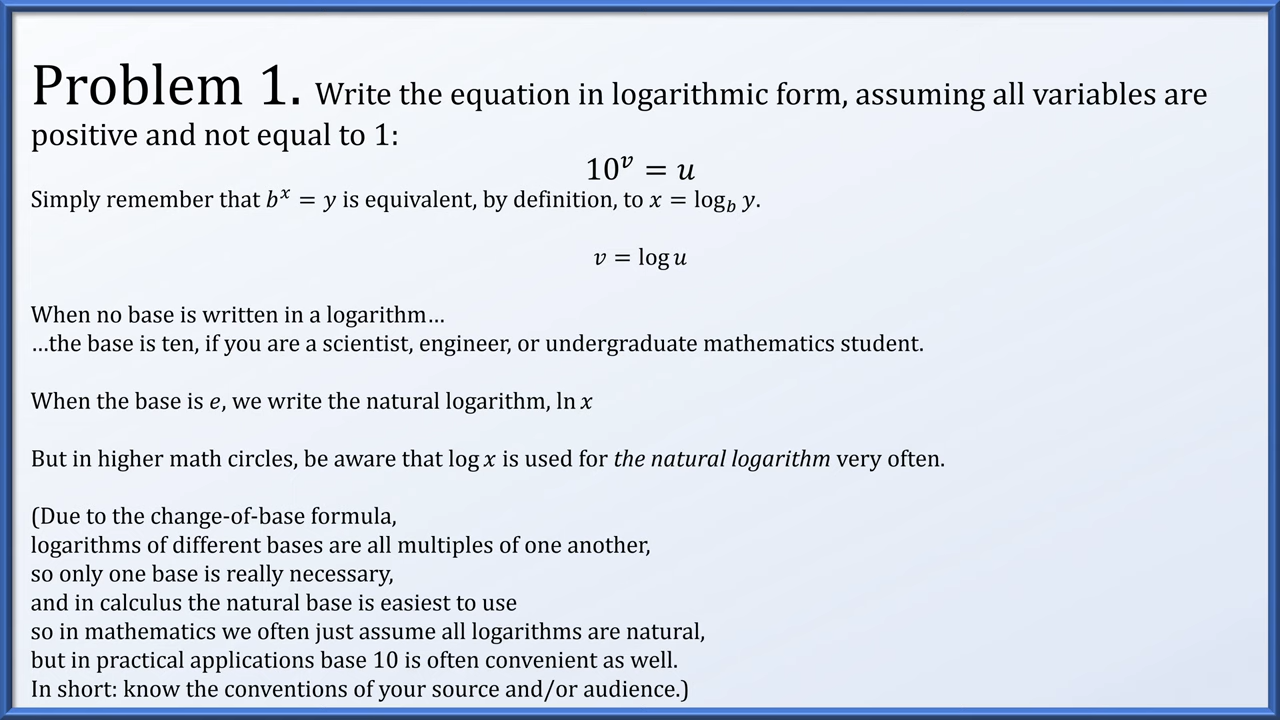 Problem 1. Write the equation in logarithmic form, assuming all variables are
positive and not equal to 1:
10ᵛ = u
Simply remember that bˣ = y is equivalent, by definition, to x = log_b y.
v = log u
When no base is written in a logarithm…
…the base is ten, if you are a scientist, engineer, or undergraduate mathematics student.
When the base is e, we write the natural logarithm, ln x
But in higher math circles, be aware that log x is used for the natural logarithm very often.
(Due to the change-of-base formula,
logarithms of different bases are all multiples of one another,
so only one base is really necessary,
and in calculus the natural base is easiest to use
so in mathematics we often just assume all logarithms are natural,
but in practical applications base 10 is often convenient as well.
In short: know the conventions of your source and/or audience.)